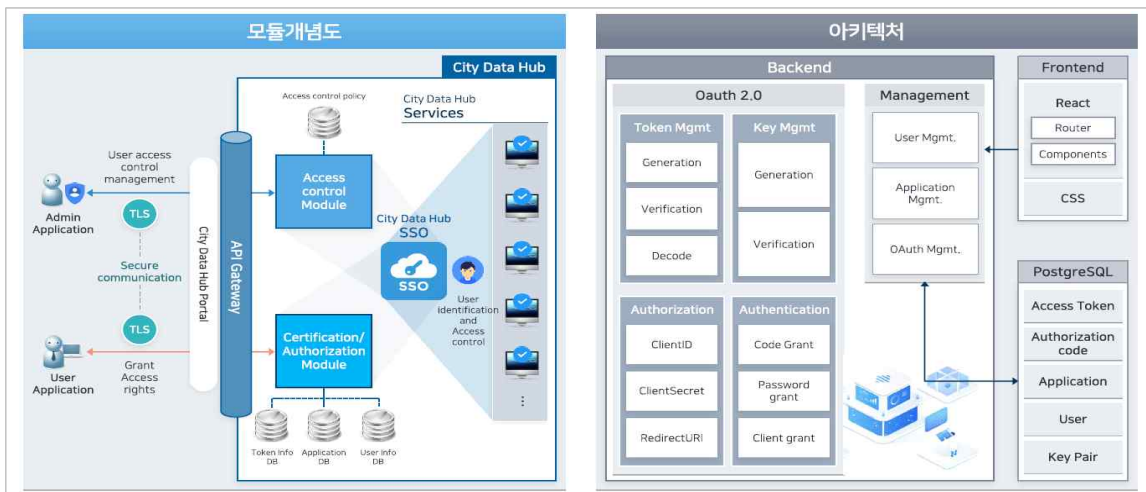 모듈개념도
City Data Hub
Access control policy
City Data Hub
Services
User access
control
management
Admin
Application
TLS
Secure
communication
TLS
User
Application
Grant
Access
rights
City Data Hub Portal
API Gateway
Access
control
Module
City Data Hub
SSO
SSO
User
identification
and
Access
control
Certification/
Authorization
Module
Token Info
DB
Application
DB
User Info
DB
아키텍처
Backend
Oauth 2.0
Token Mgmt
Generation
Verification
Decode
Key Mgmt
Generation
Verification
Authorization
ClientID
ClientSecret
RedirectURI
Authentication
Code Grant
Password
grant
Client grant
Management
User Mgmt.
Application
Mgmt.
OAuth Mgmt.
Frontend
React
Router
Components
CSS
PostgreSQL
Access Token
Authorization
code
Application
User
Key Pair